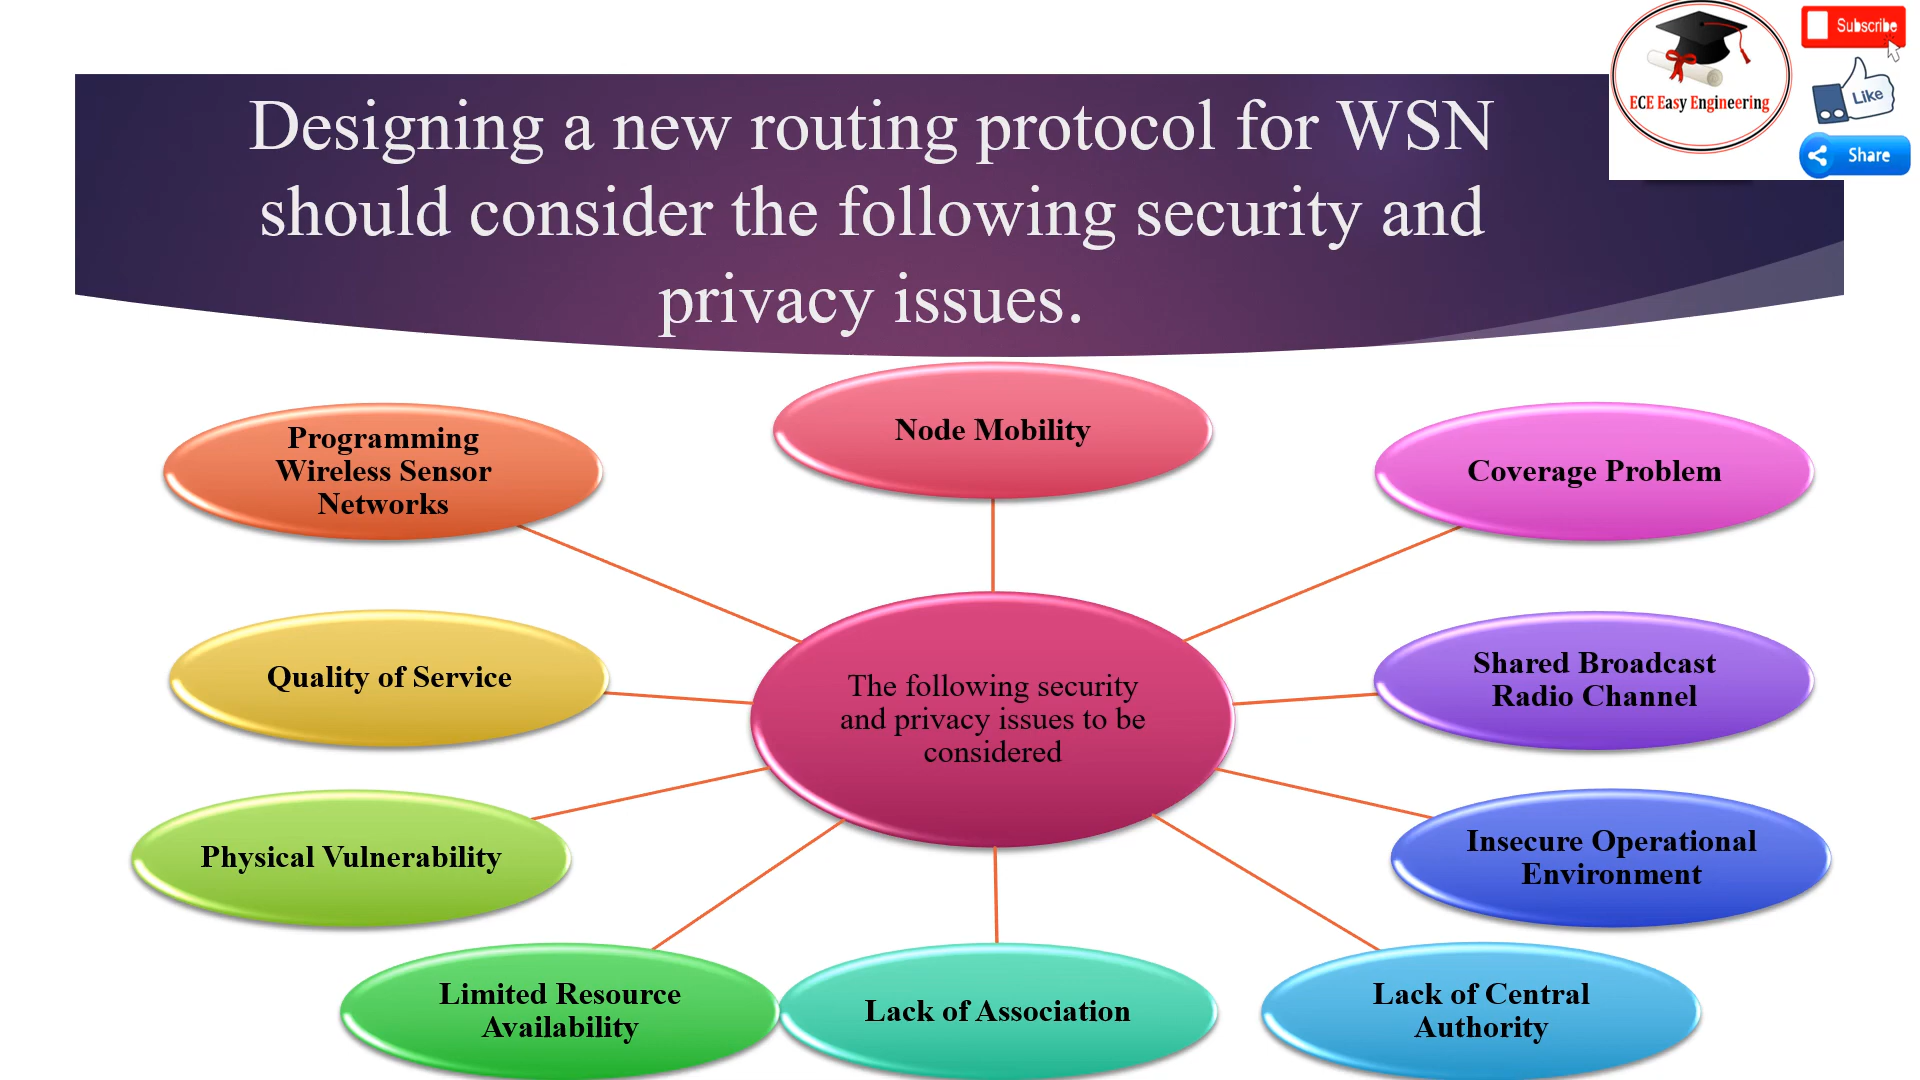 Designing a new routing protocol for WSN
should consider the following security and
privacy issues.
ECE Easy Engineering
Subscribe
Like
Share
Node Mobility
Programming
Wireless Sensor
Networks
Coverage Problem
Quality of Service
Shared Broadcast
Radio Channel
The following security
and privacy issues to be
considered
Physical Vulnerability
Insecure Operational
Environment
Limited Resource
Availability
Lack of Association
Lack of Central
Authority